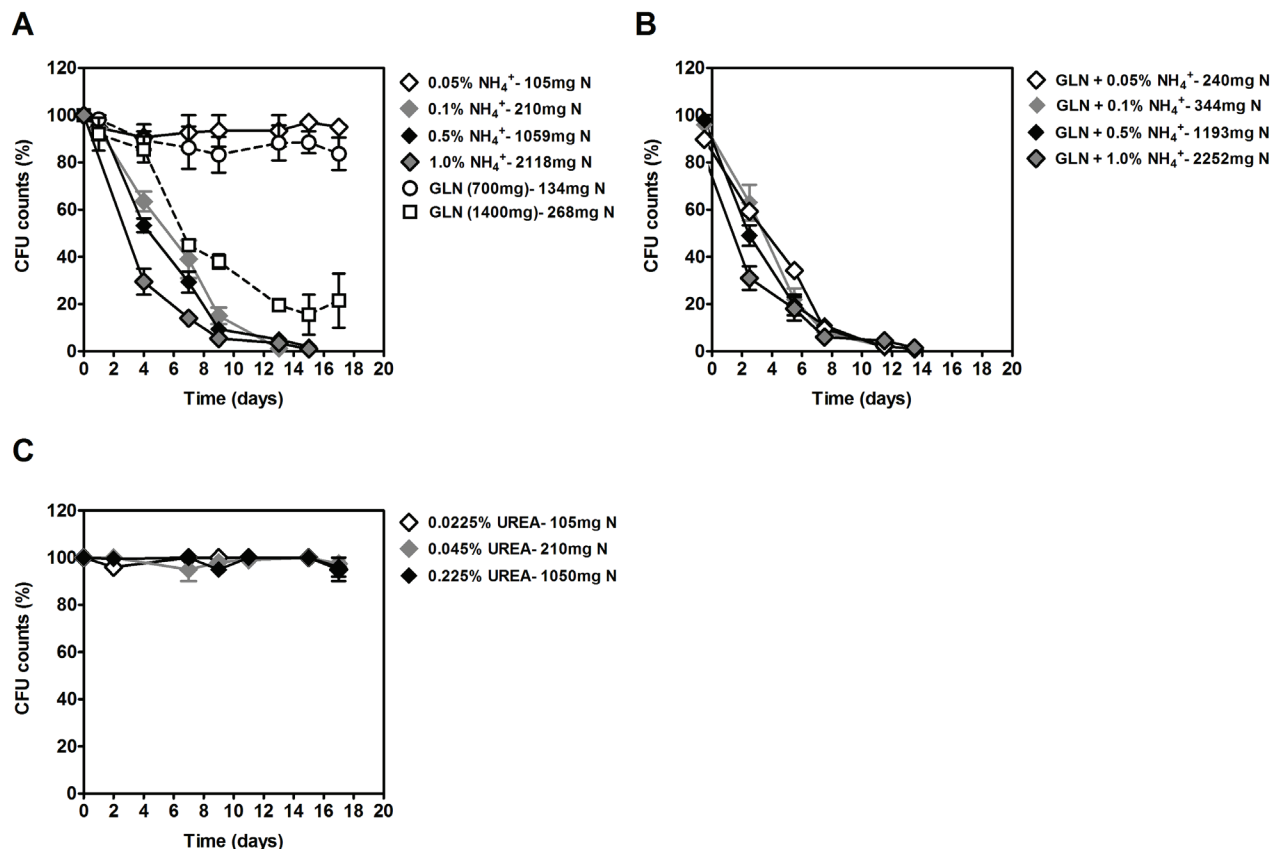 A
CFU counts (%)
120
100
80
60
40
20
0
0 2 4 6 8 10 12 14 16 18 20
Time (days)
0.05% NH₄⁺- 105mg N
0.1% NH₄⁺- 210mg N
0.5% NH₄⁺- 1059mg N
1.0% NH₄⁺- 2118mg N
GLN (700mg)- 134mg N
GLN (1400mg)- 268mg N
B
CFU counts (%)
120
100
80
60
40
20
0
0 2 4 6 8 10 12 14 16 18 20
Time (days)
GLN + 0.05% NH₄⁺- 240mg N
GLN + 0.1% NH₄⁺- 344mg N
GLN + 0.5% NH₄⁺- 1193mg N
GLN + 1.0% NH₄⁺- 2252mg N
C
CFU counts (%)
120
100
80
60
40
20
0
0 2 4 6 8 10 12 14 16 18 20
Time (days)
0.0225% UREA- 105mg N
0.045% UREA- 210mg N
0.225% UREA- 1050mg N